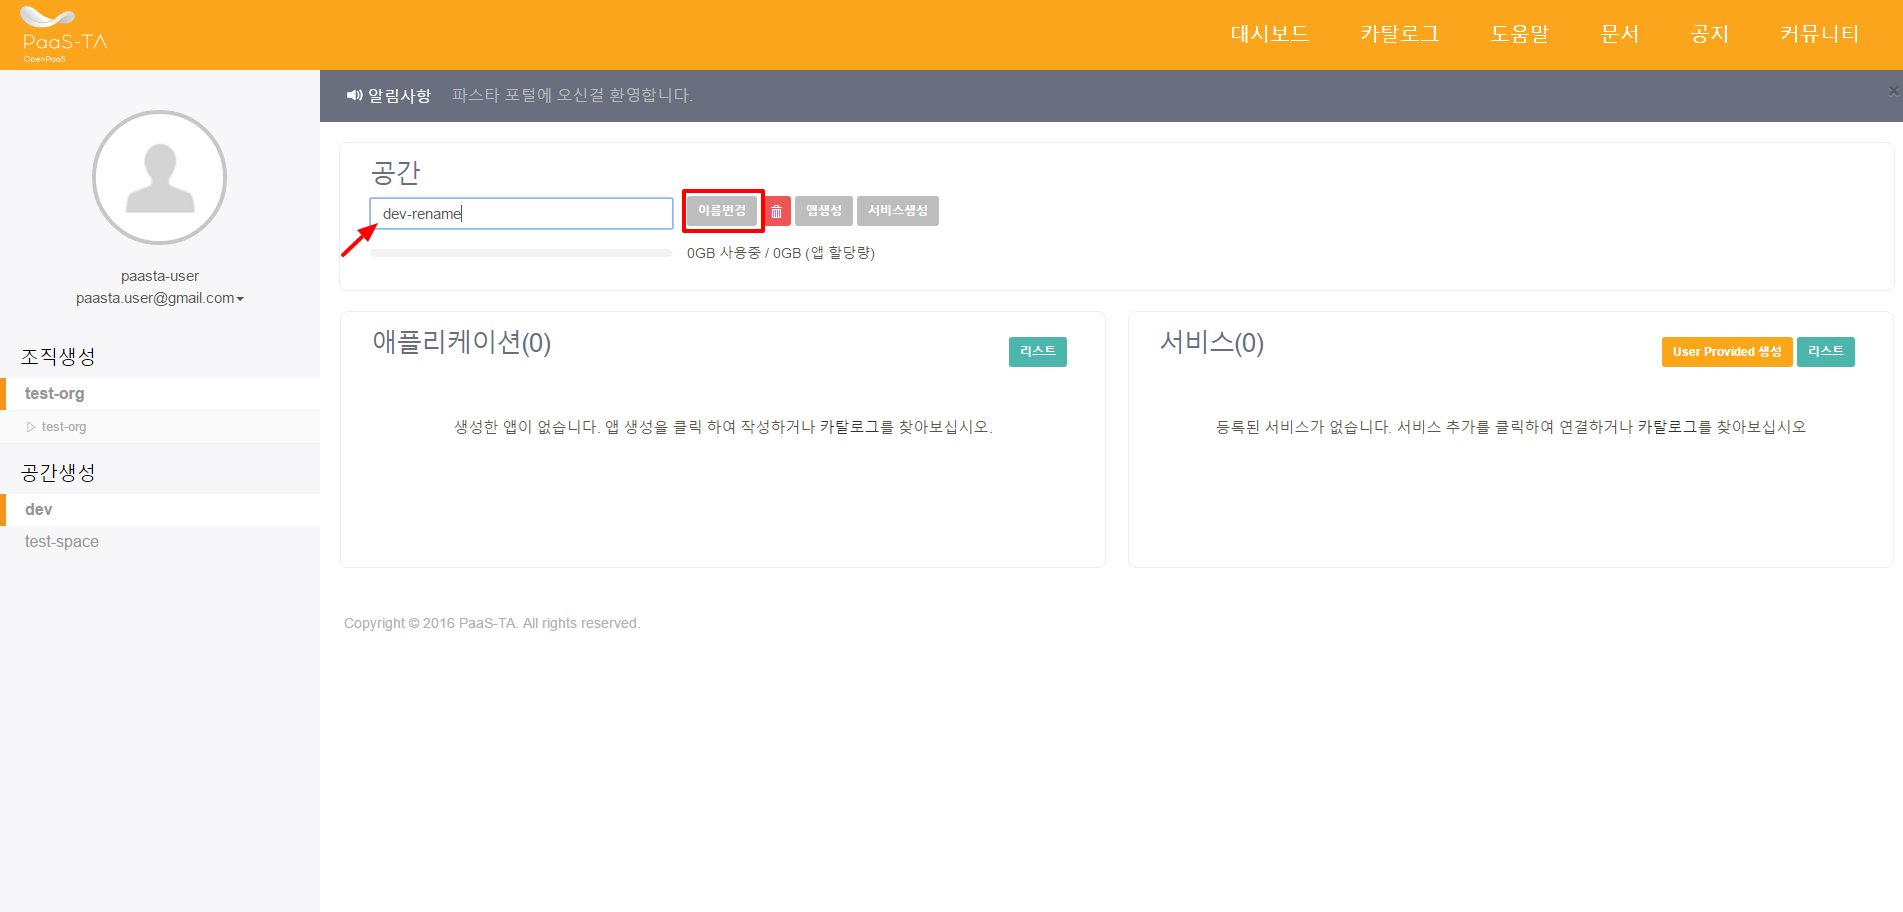 PaaS-TA
OpenPaaS
대시보드 카탈로그 도움말 문서 공지 커뮤니티
알림사항 파스타 포털에 오신걸 환영합니다.
paasta-user
paasta.user@gmail.com
조직생성
test-org
test-org
공간생성
dev
test-space
공간
dev-rename 이름변경 앱생성 서비스생성
0GB 사용중 / 0GB (앱 할당량)
애플리케이션(0) 리스트
생성한 앱이 없습니다. 앱 생성을 클릭 하여 작성하거나 카탈로그를 찾아보십시오.
서비스(0) User Provided 생성 리스트
등록된 서비스가 없습니다. 서비스 추가를 클릭하여 연결하거나 카탈로그를 찾아보십시오
Copyright © 2016 PaaS-TA. All rights reserved.